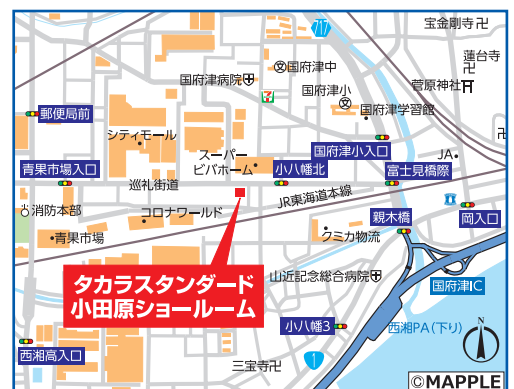 717
宝金剛寺
蓮台寺
国府津中
国府津病院
国府津小
菅原神社
国府津学習館
郵便局前
シティモール
国府津小入口
JA
青果市場入口
スーパー
ビバホーム
小八幡北
富士見橋際
巡礼街道
JR東海道本線
消防本部
コロナワールド
親木橋
岡入口
青果市場
クミカ物流
タカラスタンダード
小田原ショールーム
山近記念総合病院
国府津IC
小八幡3
西湘PA(下り)
西湘高入口
三宝寺
1
N
©MAPPLE